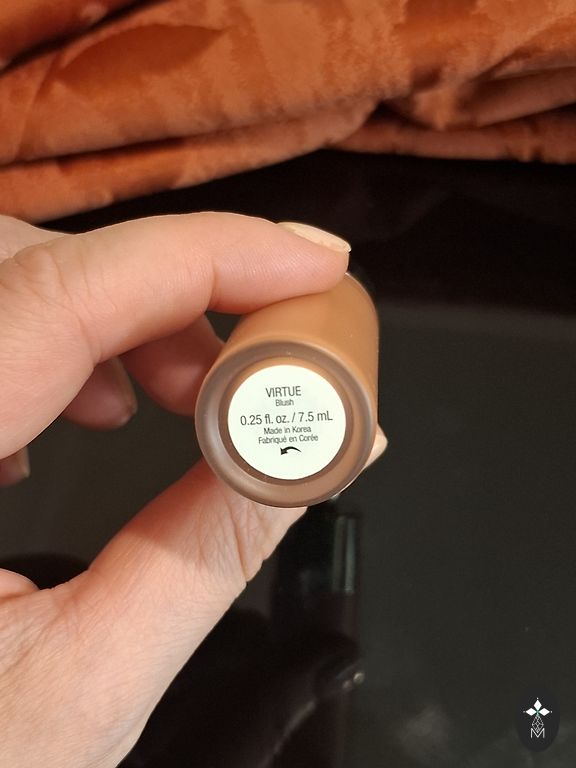 VIRTUE
Blush
0.25 fl. oz. / 7.5 mL
Made in Korea
Fabriqué en Corée
M